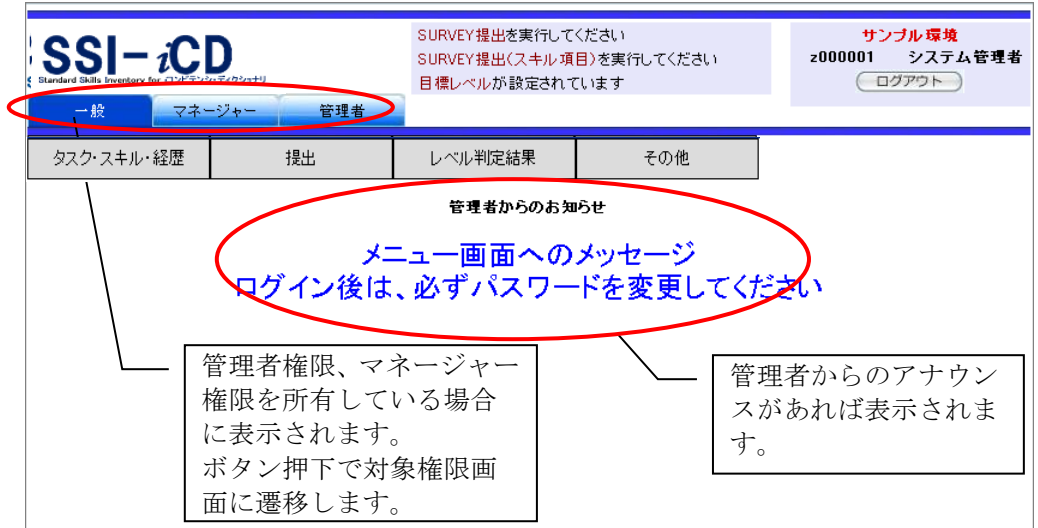 SURVEY提出を実行してください
SURVEY提出(スキル項目)を実行してください
目標レベルが設定されています
サンプル環境
z000001 システム管理者
ログアウト
SSI-iCD
Standard Skills Inventory for iコンピテンシ・ディクショナリ
一般 マネージャー 管理者
タスク・スキル・経歴 提出 レベル判定結果 その他
管理者からのお知らせ
メニュー画面へのメッセージ
ログイン後は、必ずパスワードを変更してください
管理者権限、マネージャー
権限を所有している場合
に表示されます。
ボタン押下で対象権限画
面に遷移します。
管理者からのアナウン
スがあれば表示されま
す。